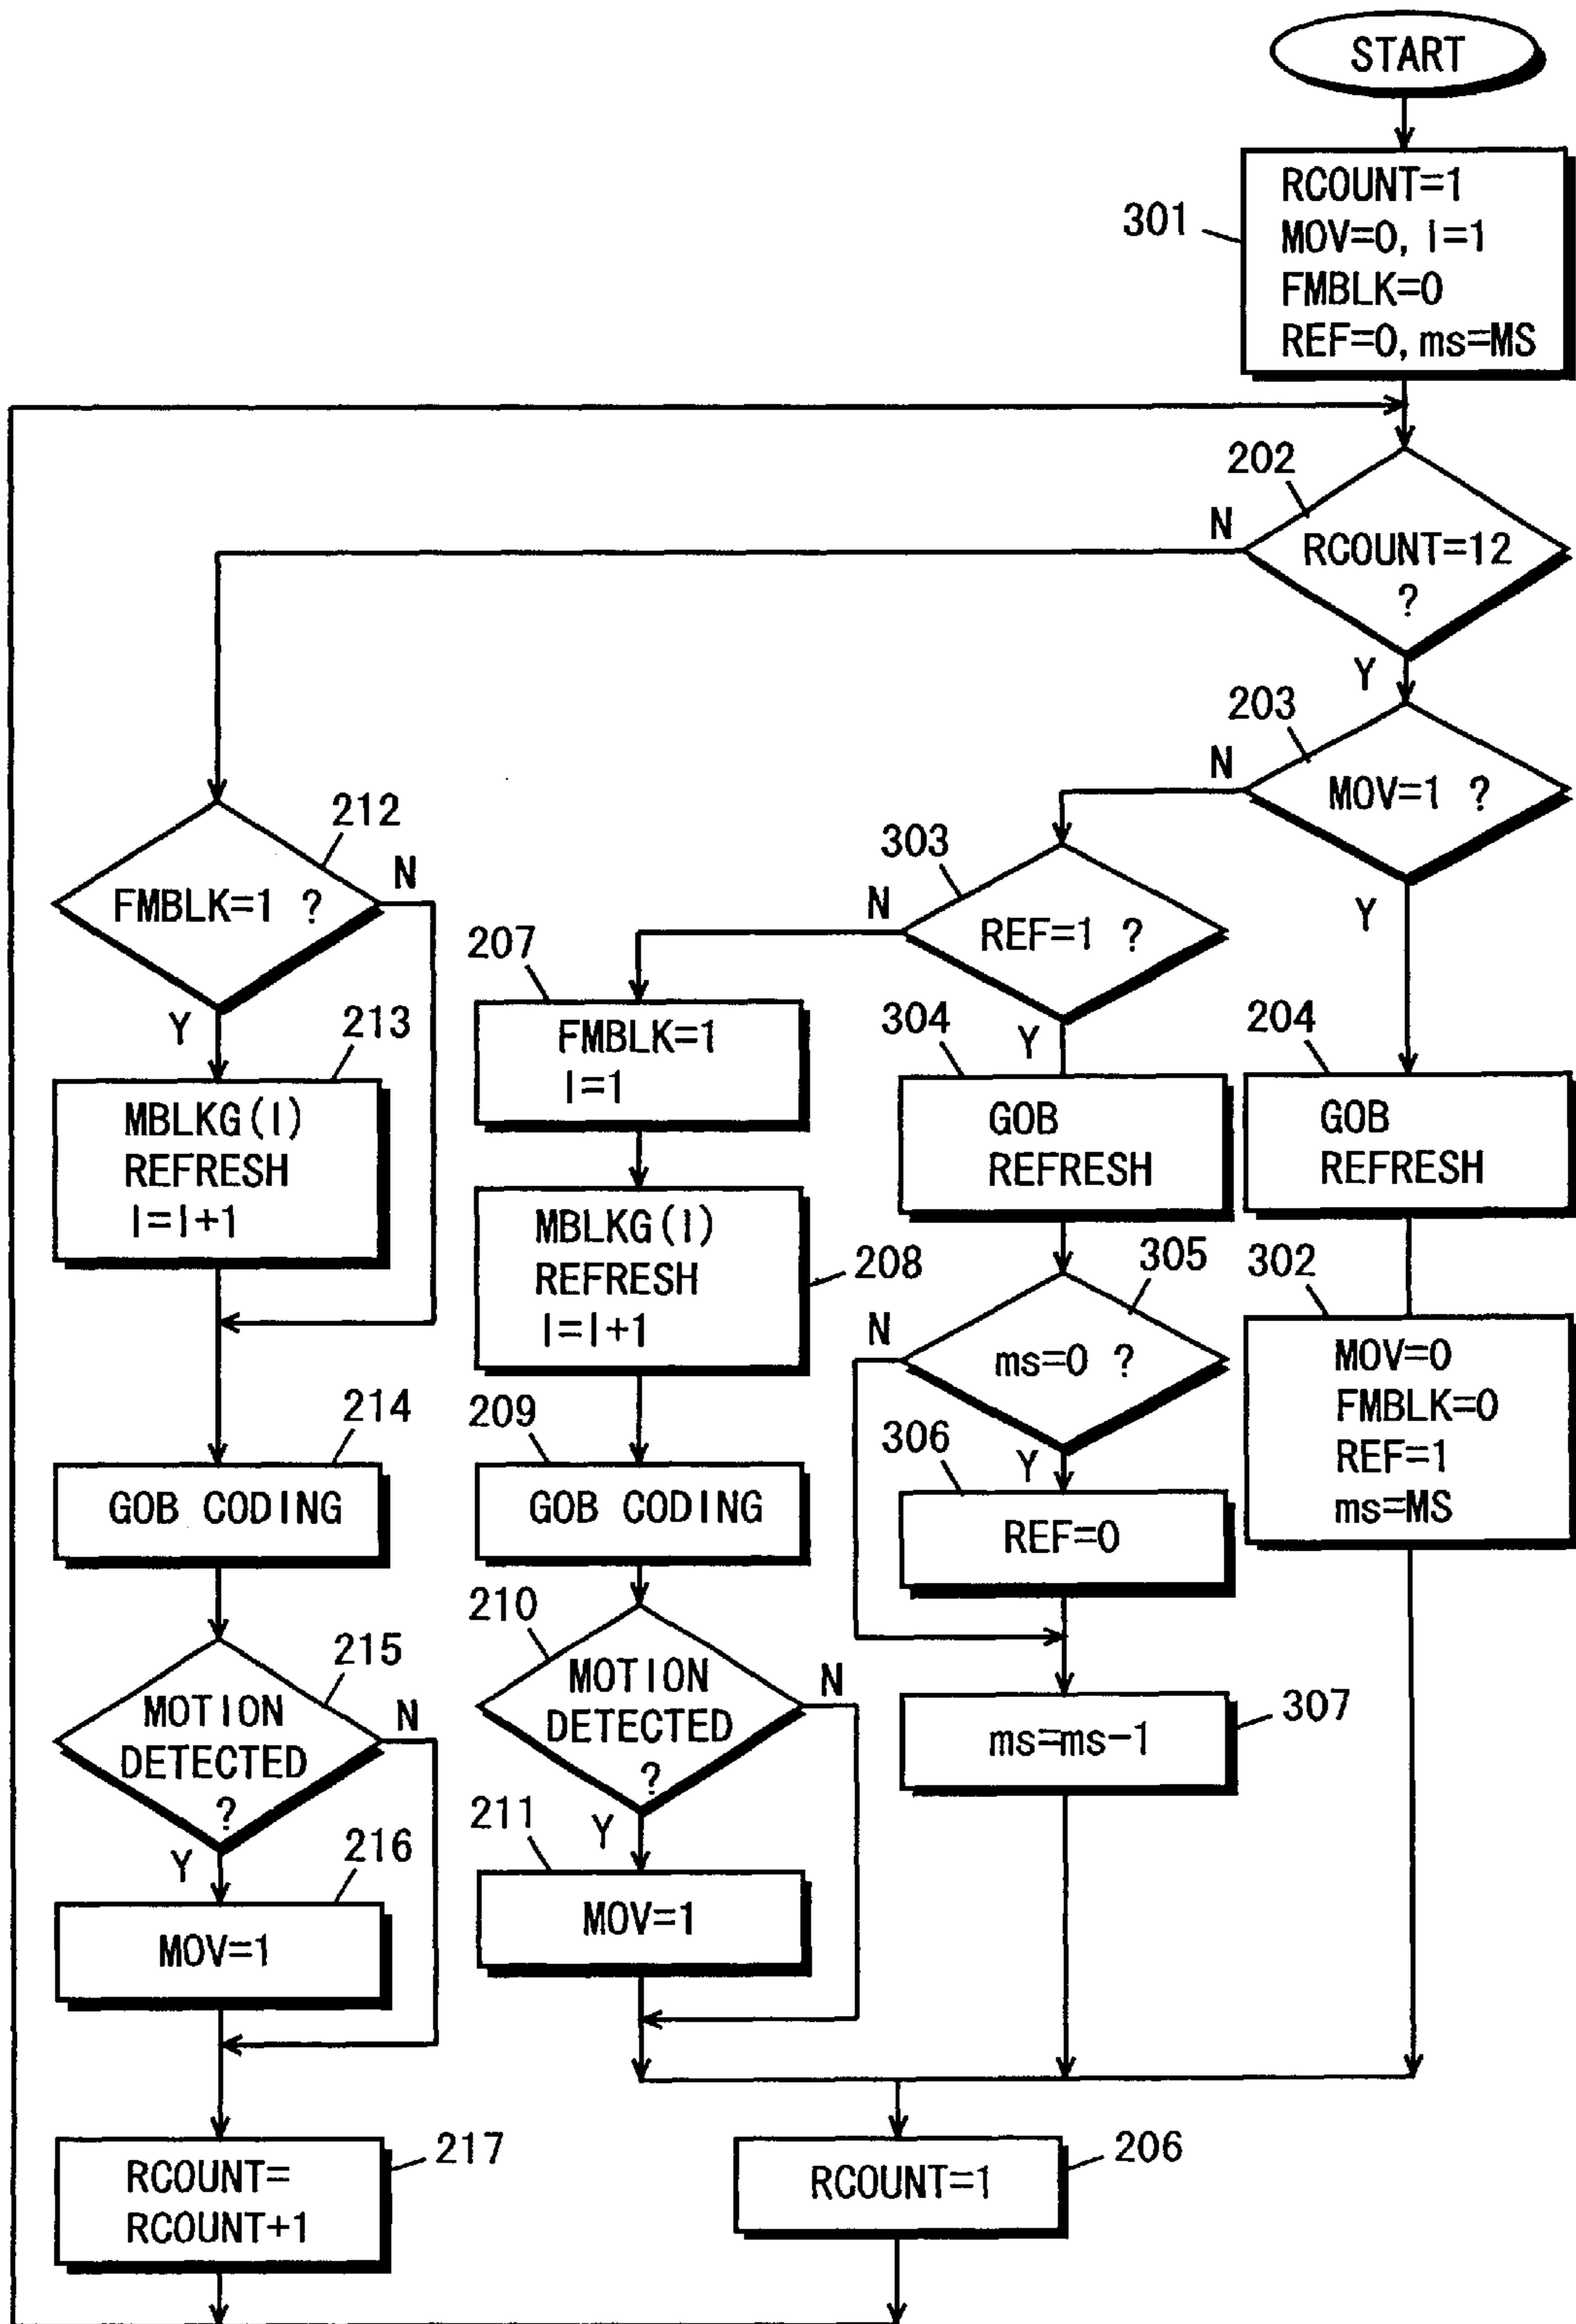 START
301
RCOUNT=1
MOV=0, I=1
FMBLK=0
REF=0, ms=MS
202
N
RCOUNT=12
?
Y
203
N
MOV=1 ?
Y
212
FMBLK=1 ?
N
Y
303
N
REF=1 ?
Y
207
FMBLK=1
I=1
304
GOB
REFRESH
204
GOB
REFRESH
213
MBLKG(I)
REFRESH
I=I+1
MBLKG(I)
REFRESH
I=I+1
208
305
N
ms=0 ?
Y
302
MOV=0
FMBLK=0
REF=1
ms=MS
214
GOB CODING
209
GOB CODING
306
REF=0
215
MOTION
DETECTED
?
N
Y
210
MOTION
DETECTED
?
N
Y
ms=ms-1
307
216
MOV=1
211
MOV=1
RCOUNT=
RCOUNT+1
217
RCOUNT=1
206